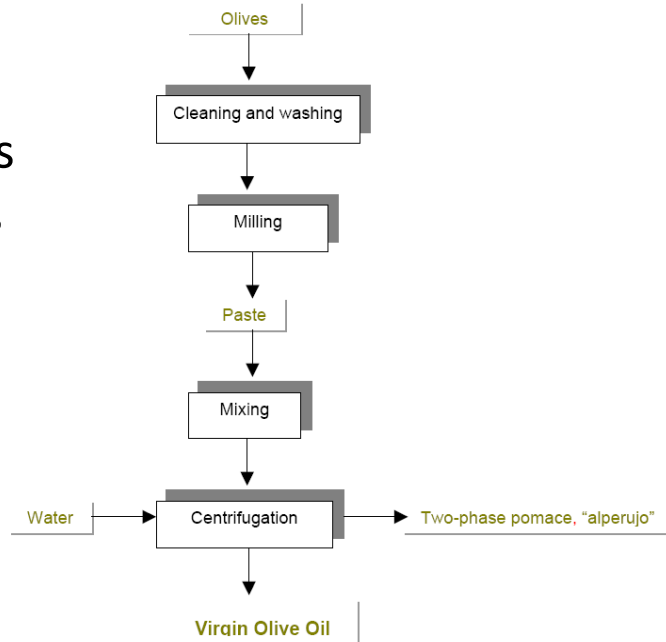 Olives
Cleaning and washing
s
Milling
Paste
Mixing
Water
Centrifugation
Two-phase pomace, “alperujo”
Virgin Olive Oil